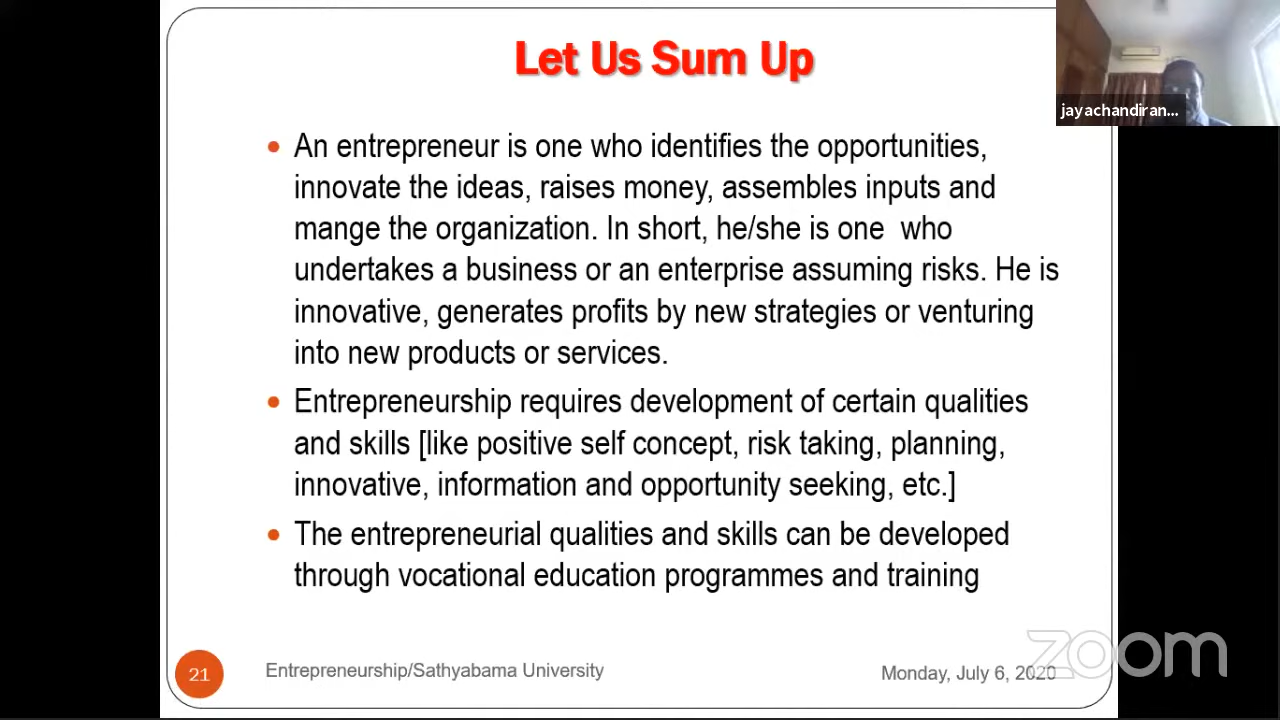 Let Us Sum Up
jayachandiran...
• An entrepreneur is one who identifies the opportunities,
innovate the ideas, raises money, assembles inputs and
mange the organization. In short, he/she is one who
undertakes a business or an enterprise assuming risks. He is
innovative, generates profits by new strategies or venturing
into new products or services.
• Entrepreneurship requires development of certain qualities
and skills [like positive self concept, risk taking, planning,
innovative, information and opportunity seeking, etc.]
• The entrepreneurial qualities and skills can be developed
through vocational education programmes and training
21
Entrepreneurship/Sathyabama University
Monday, July 6, 2020
zoom